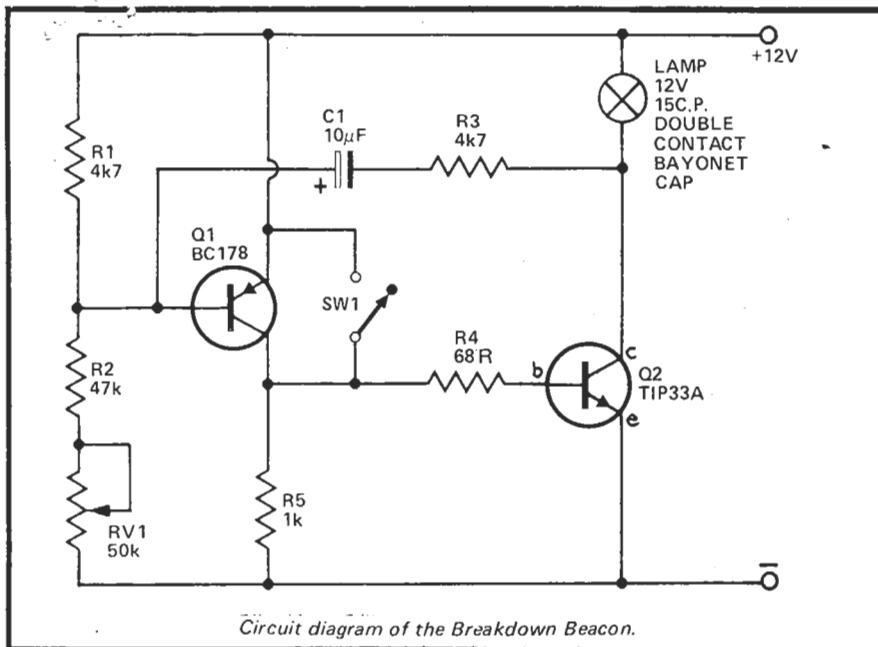 +12V
LAMP
12V
15C.P.
DOUBLE
CONTACT
BAYONET
CAP
C1
10µF
+
R3
4k7
R1
4k7
Q1
BC178
SW1
R4
68R
b
c
e
Q2
TIP33A
R2
47k
RV1
50k
R5
1k
–
Circuit diagram of the Breakdown Beacon.